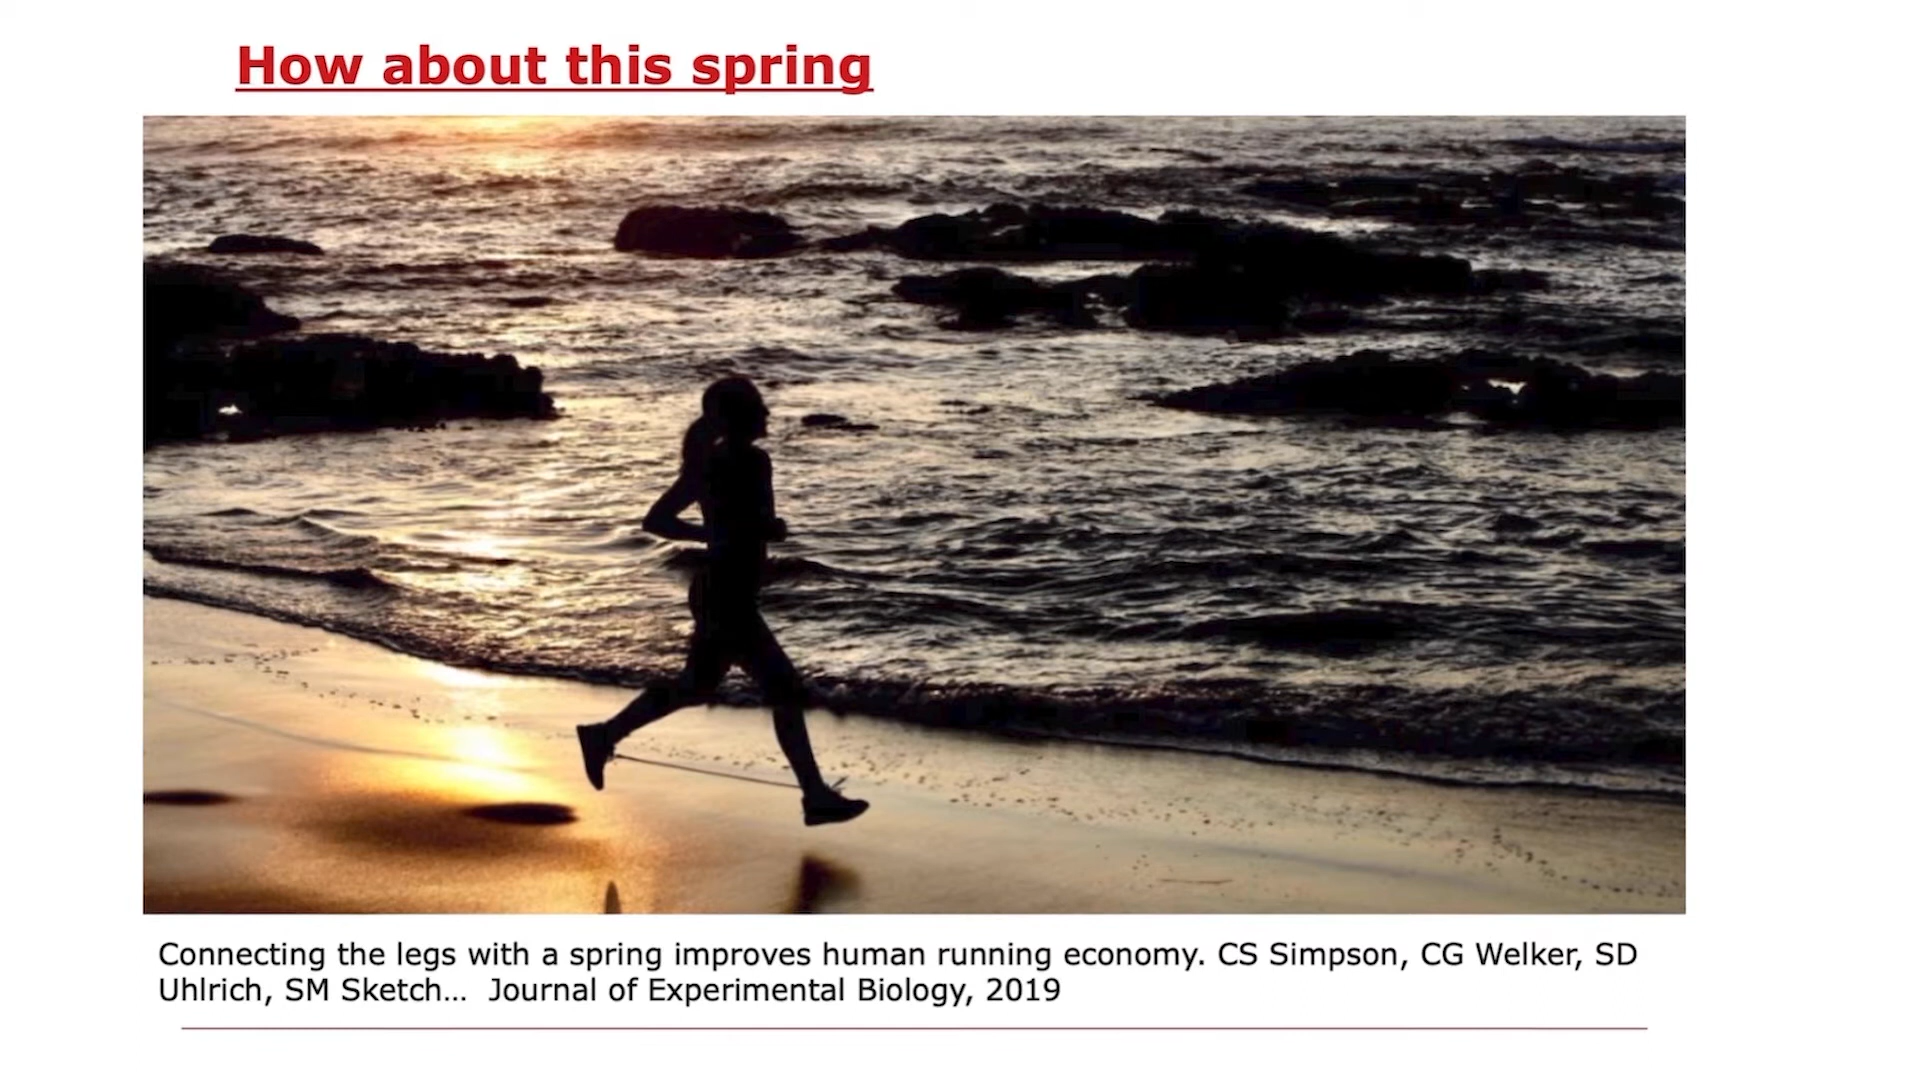 How about this spring
Connecting the legs with a spring improves human running economy. CS Simpson, CG Welker, SD
Uhlrich, SM Sketch… Journal of Experimental Biology, 2019